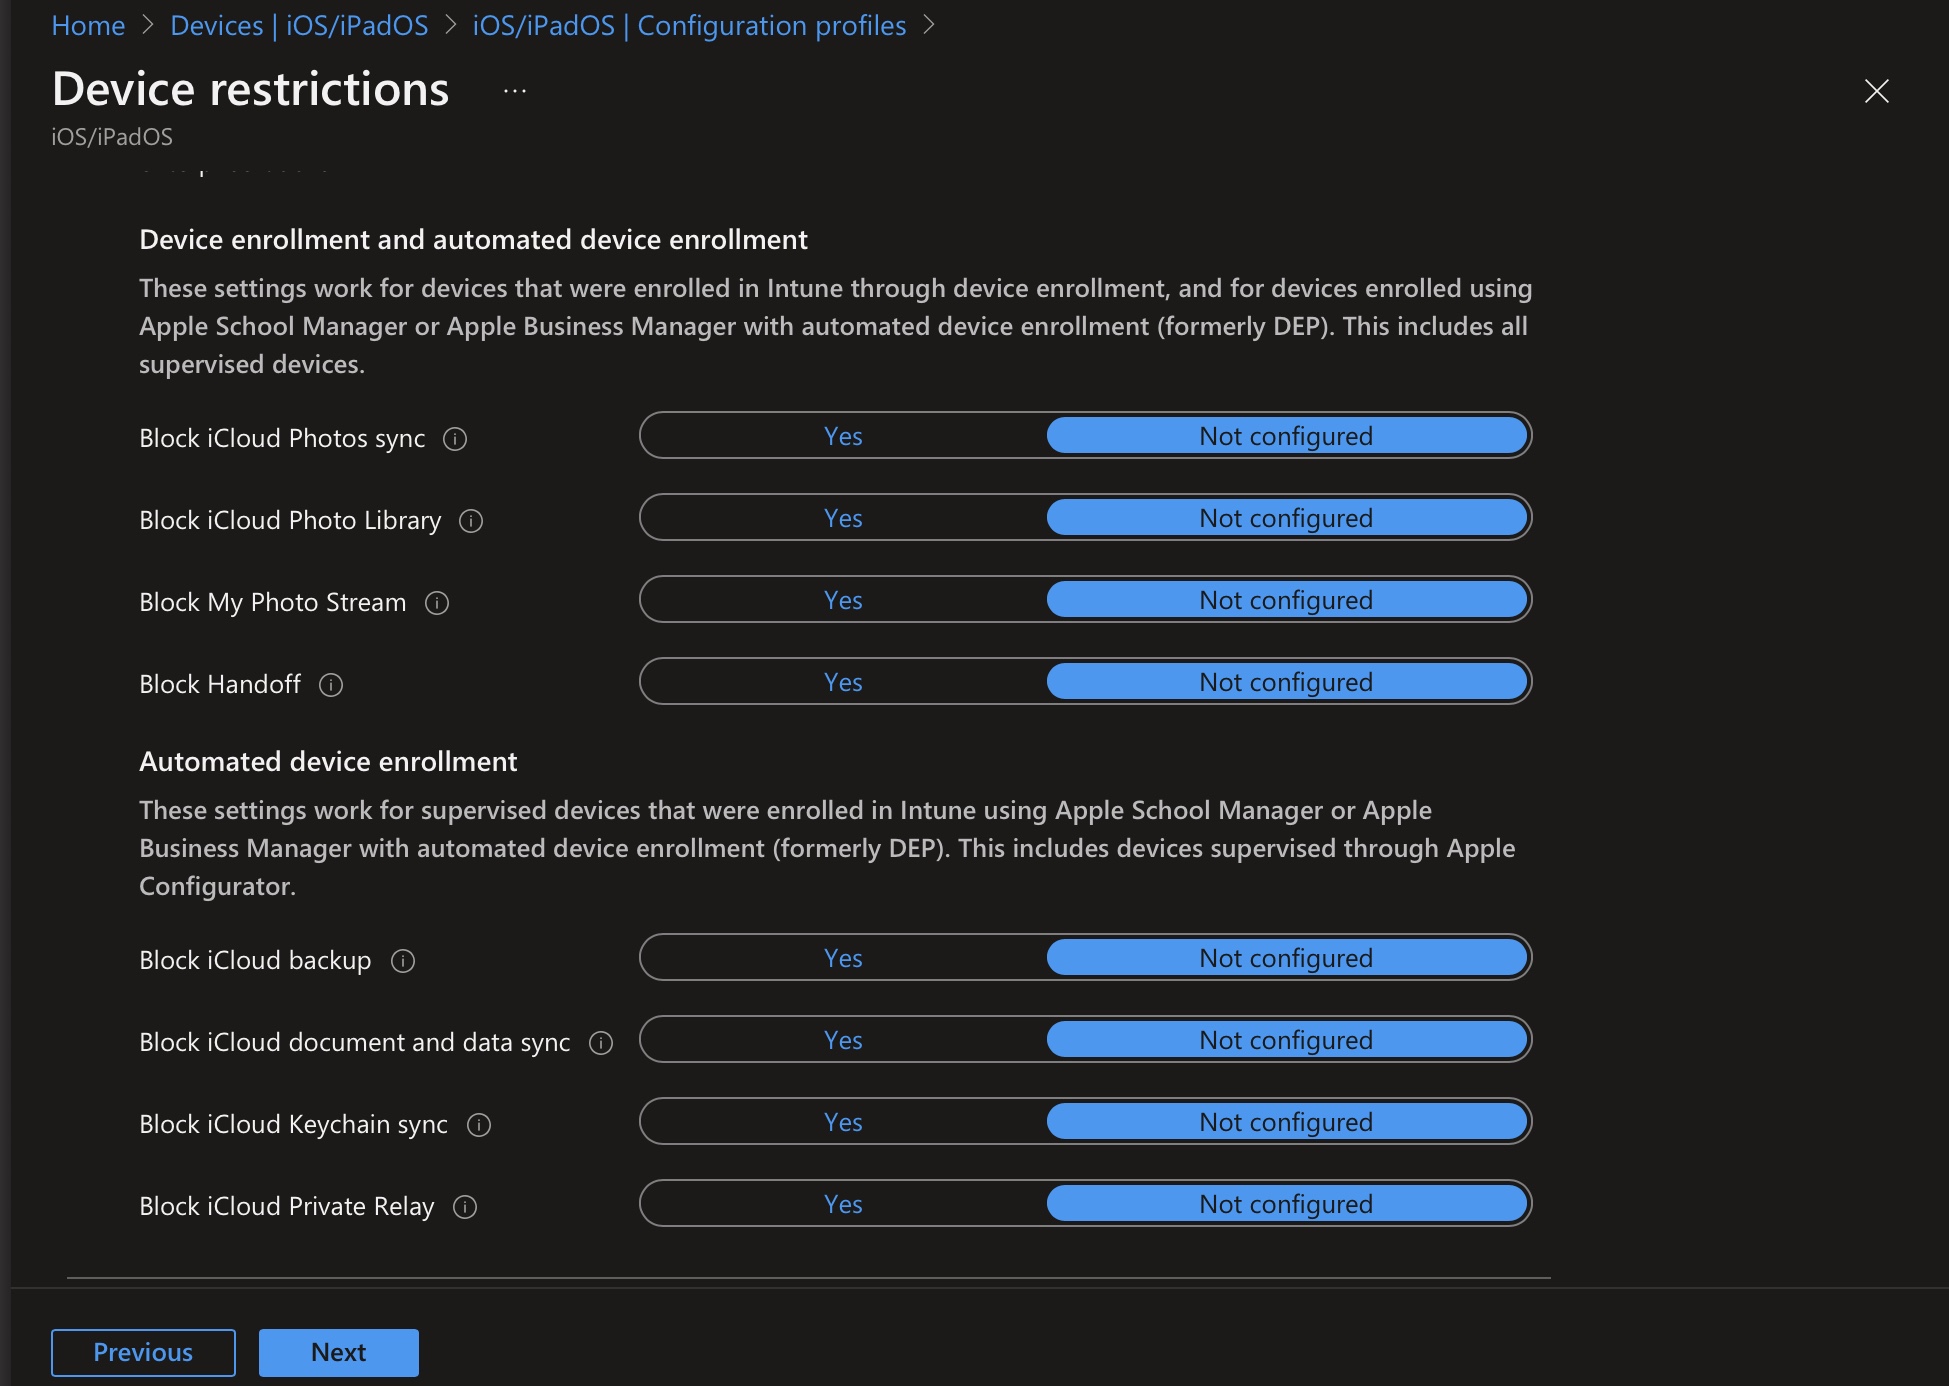 Home > Devices | iOS/iPadOS > iOS/iPadOS | Configuration profiles >
Device restrictions ...
iOS/iPadOS
Device enrollment and automated device enrollment
These settings work for devices that were enrolled in Intune through device enrollment, and for devices enrolled using
Apple School Manager or Apple Business Manager with automated device enrollment (formerly DEP). This includes all
supervised devices.
Block iCloud Photos sync Yes Not configured
Block iCloud Photo Library Yes Not configured
Block My Photo Stream Yes Not configured
Block Handoff Yes Not configured
Automated device enrollment
These settings work for supervised devices that were enrolled in Intune using Apple School Manager or Apple
Business Manager with automated device enrollment (formerly DEP). This includes devices supervised through Apple
Configurator.
Block iCloud backup Yes Not configured
Block iCloud document and data sync Yes Not configured
Block iCloud Keychain sync Yes Not configured
Block iCloud Private Relay Yes Not configured
Previous Next